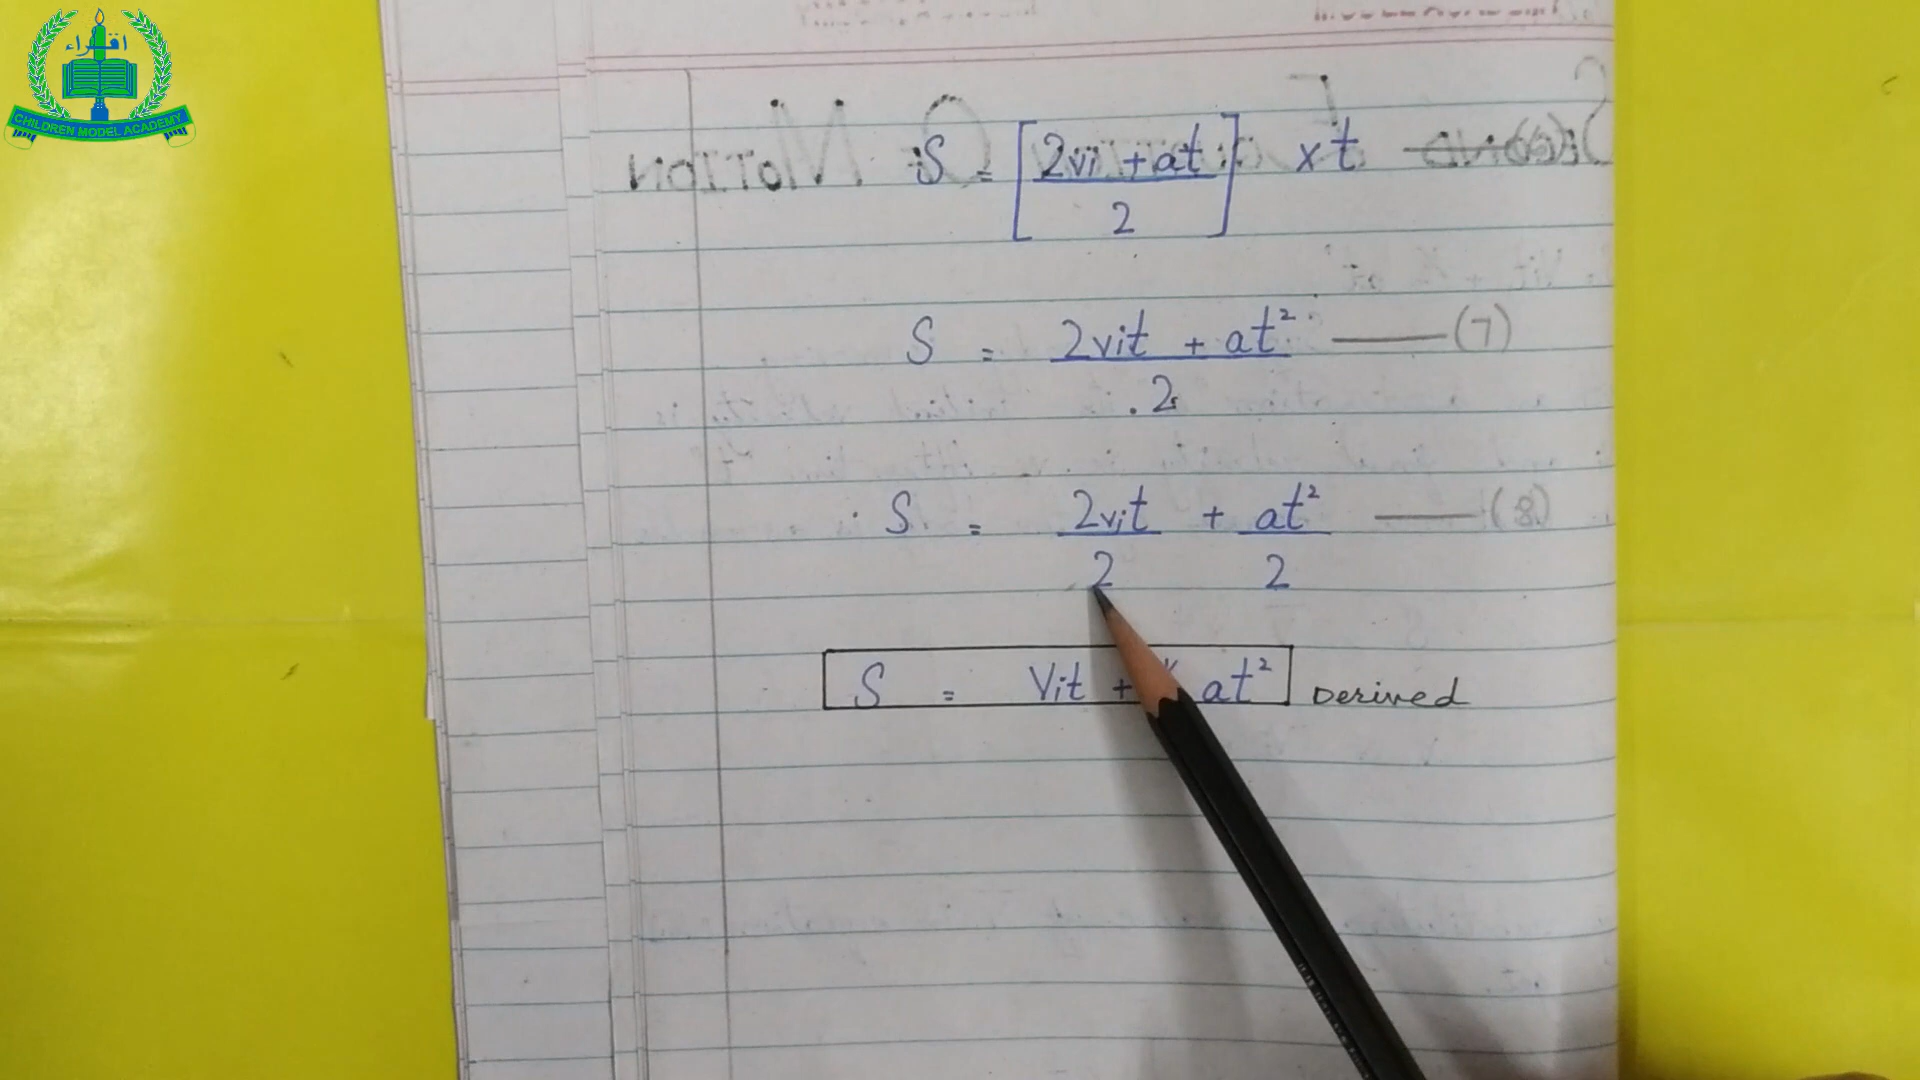 اقراء
CHILDREN MODEL ACADEMY
S = [2vi + at / 2] x t
S = 2vit + at² / 2 —— (7)
S = 2vit / 2 + at² / 2 —— (8)
S = Vit + at² Derived